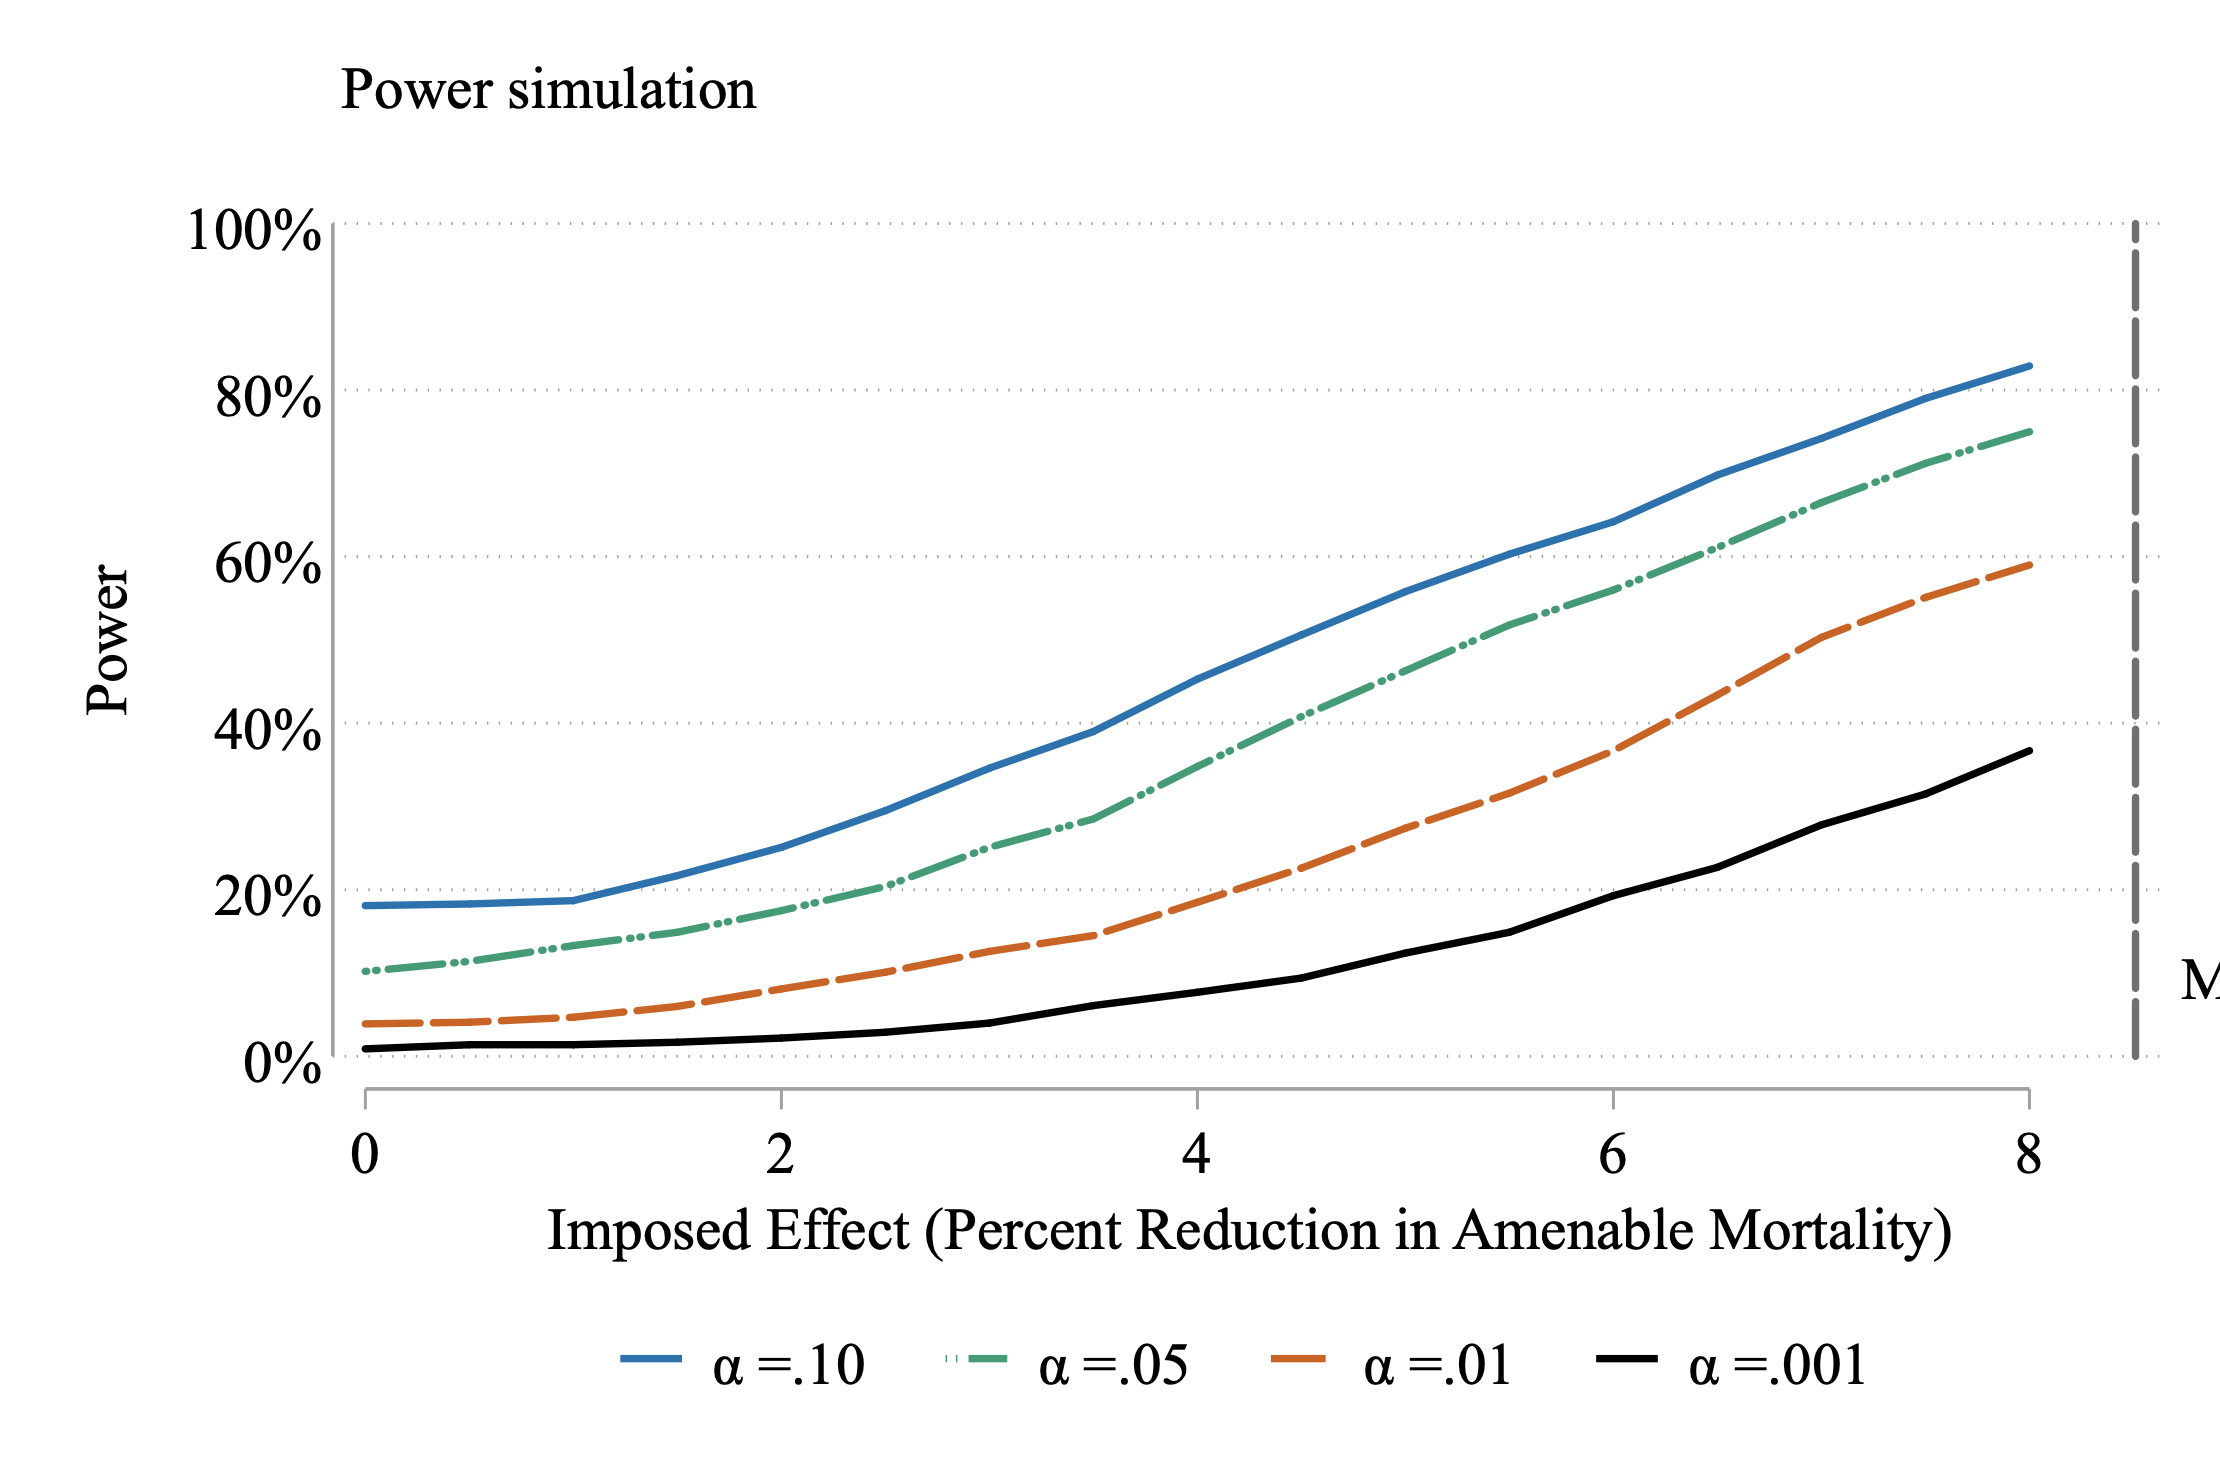 Power simulation
100%
80%
60%
40%
20%
0%
Power
0 2 4 6 8
Imposed Effect (Percent Reduction in Amenable Mortality)
α =.10 α =.05 α =.01 α =.001